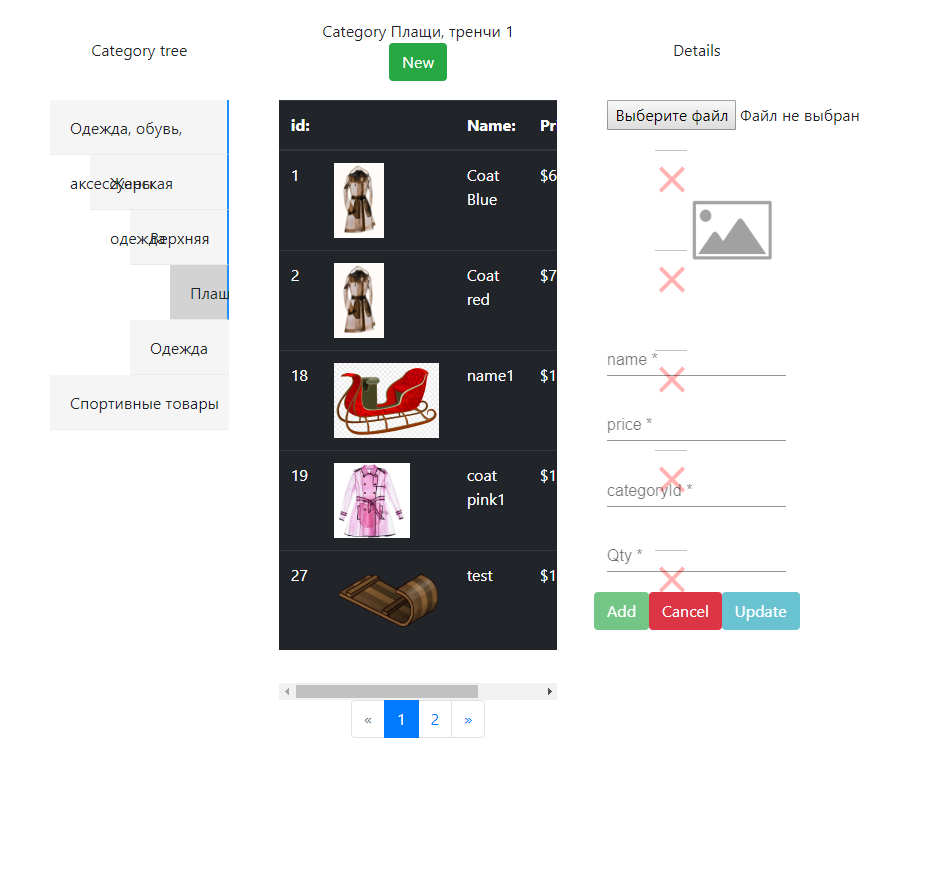 Category tree
Одежда, обувь,
аксессуары
Женская
одежда
Верхняя
Плащ
Одежда
Спортивные товары
Category Плащи, тренчи 1
New
id: Name: Pr
1 Coat Blue $6
2 Coat red $7
18 name1 $1
19 coat pink1 $1
27 test $1
« 1 2 »
Details
Выберите файл Файл не выбран
name *
price *
categoryId *
Qty *
Add Cancel Update